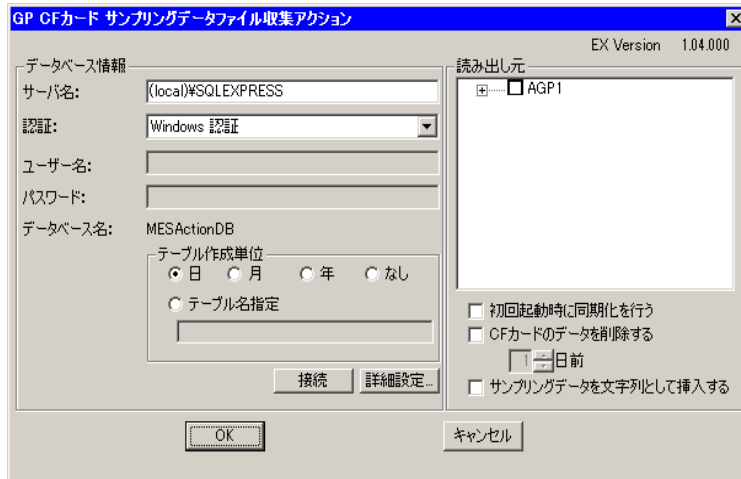 GP CFカード サンプリングデータファイル収集アクション
EX Version 1.04.000
データベース情報
サーバ名:
(local)¥SQLEXPRESS
認証:
Windows 認証
ユーザー名:
パスワード:
データベース名:
MESActionDB
テーブル作成単位
日
月
年
なし
テーブル名指定
接続
詳細設定...
読み出し元
AGP1
初回起動時に同期化を行う
CFカードのデータを削除する
1
日前
サンプリングデータを文字列として挿入する
OK
キャンセル